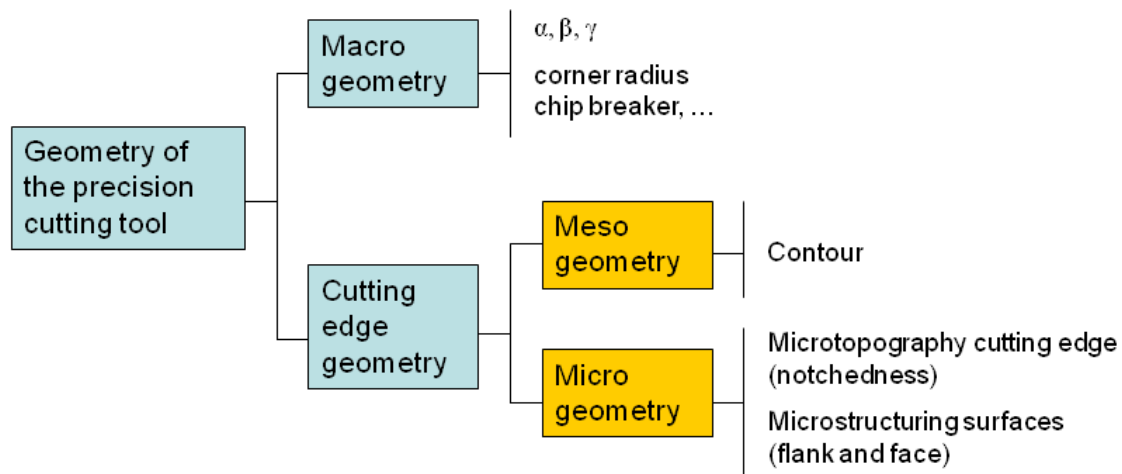 Geometry of
the precision
cutting tool
Macro
geometry
α, β, γ
corner radius
chip breaker, ...
Cutting
edge
geometry
Meso
geometry
Contour
Micro
geometry
Microtopography cutting edge
(notchedness)
Microstructuring surfaces
(flank and face)